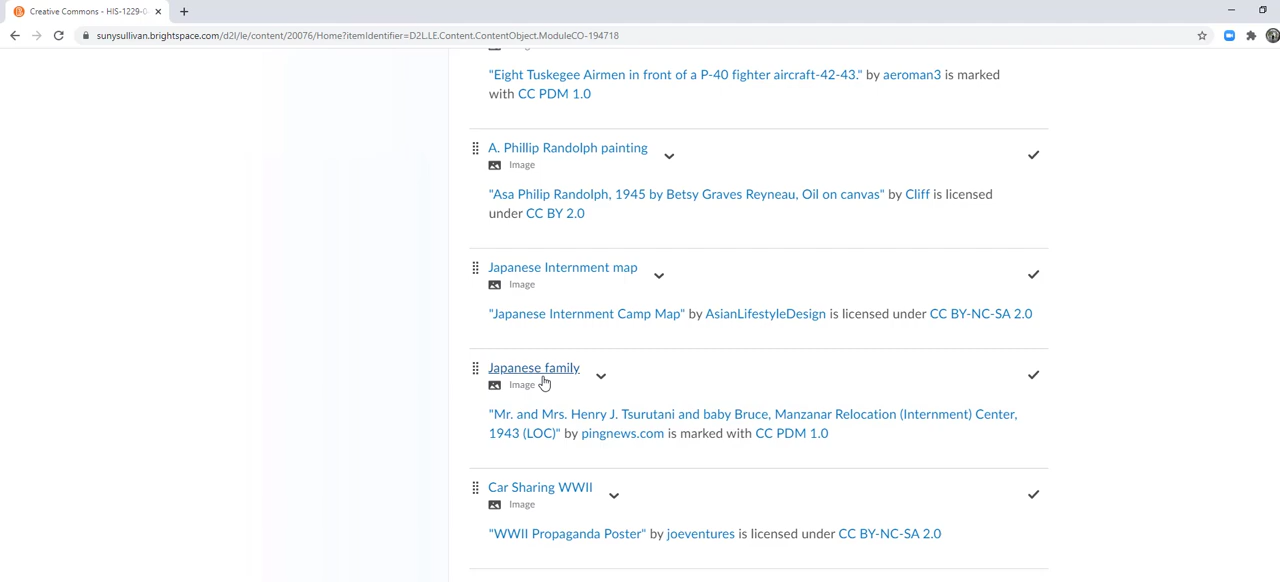 Creative Commons - HIS-1229-0
sunysullivan.brightspace.com/d2l/le/content/20076/Home?itemIdentifier=D2L.LE.Content.ContentObject.ModuleCO-194718
"Eight Tuskegee Airmen in front of a P-40 fighter aircraft-42-43." by aeroman3 is marked
with CC PDM 1.0
A. Phillip Randolph painting
Image
"Asa Philip Randolph, 1945 by Betsy Graves Reyneau, Oil on canvas" by Cliff is licensed
under CC BY 2.0
Japanese Internment map
Image
"Japanese Internment Camp Map" by AsianLifestyleDesign is licensed under CC BY-NC-SA 2.0
Japanese family
Image
"Mr. and Mrs. Henry J. Tsurutani and baby Bruce, Manzanar Relocation (Internment) Center,
1943 (LOC)" by pingnews.com is marked with CC PDM 1.0
Car Sharing WWII
Image
"WWII Propaganda Poster" by joeventures is licensed under CC BY-NC-SA 2.0